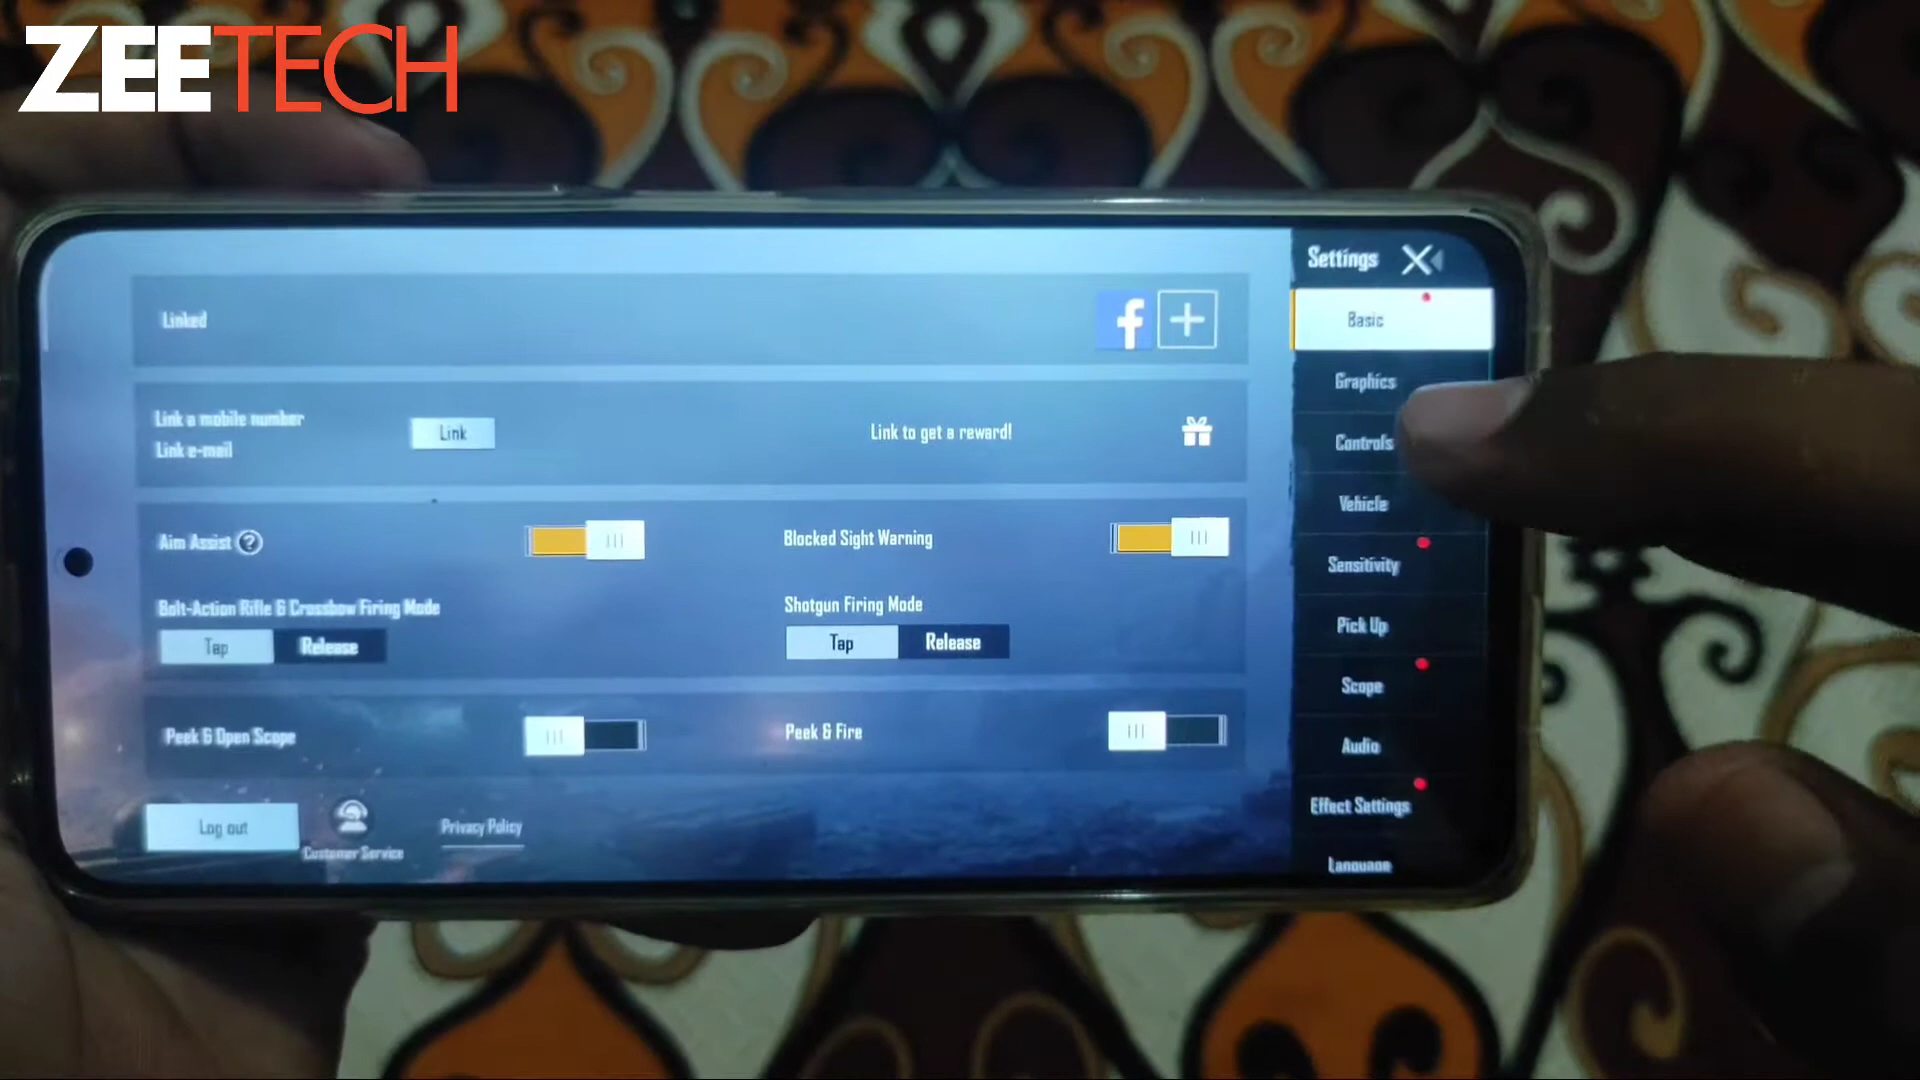 ZEETECH
Settings
Linked
Basic
Graphics
Link a mobile number
Link e-mail
Link
Link to get a reward!
Controls
Vehicle
Aim Assist ?
Blocked Sight Warning
Sensitivity
Bolt-Action Rifle & Crossbow Firing Mode
Tap Release
Shotgun Firing Mode
Tap Release
Pick Up
Scope
Peek & Open Scope
Peek & Fire
Audio
Effect Settings
Log out
Customer Service
Privacy Policy
Language